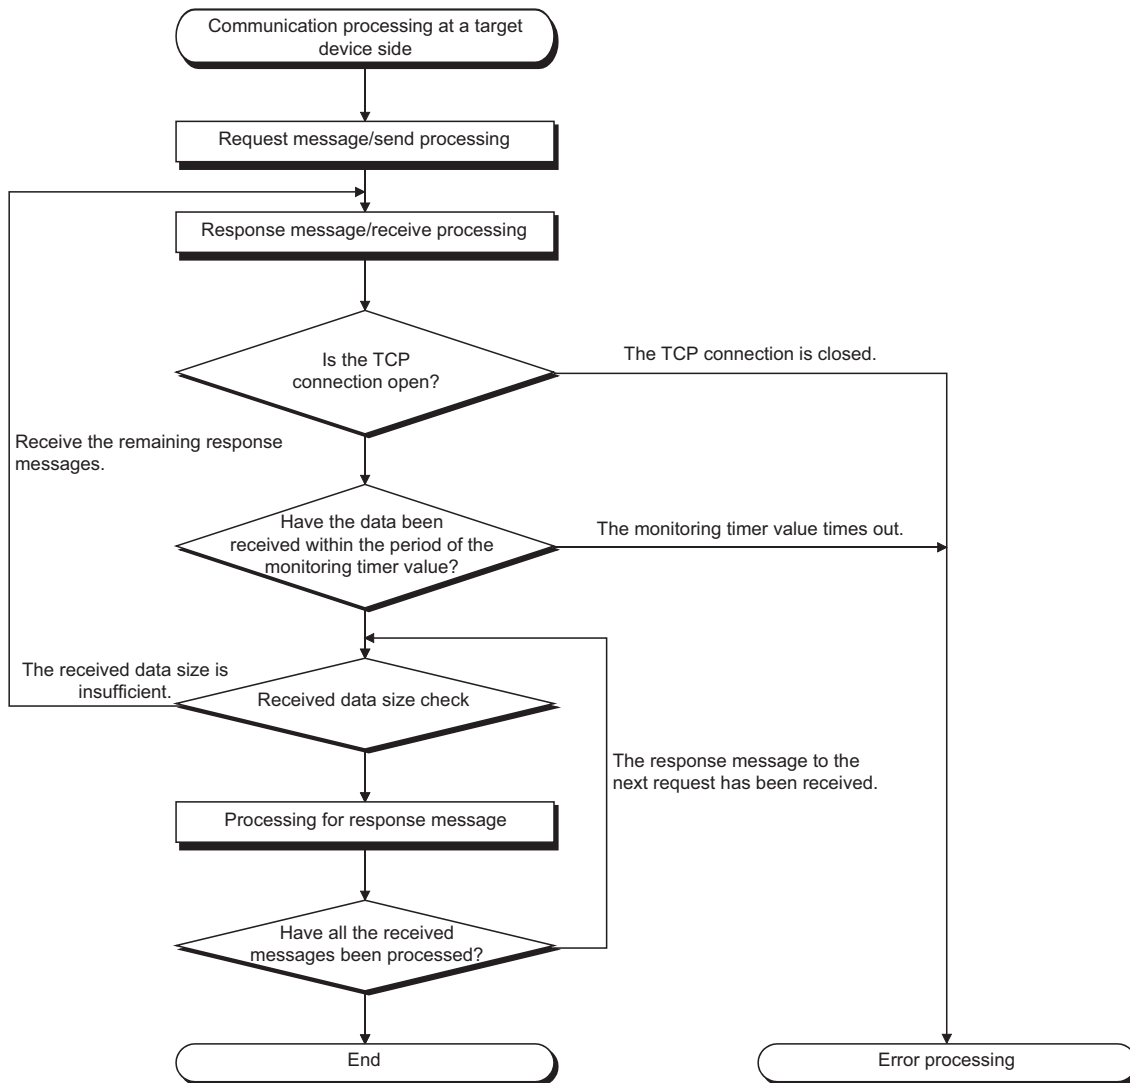 Communication processing at a target
device side
Request message/send processing
Response message/receive processing
Is the TCP
connection open?
The TCP connection is closed.
Receive the remaining response
messages.
Have the data been
received within the period of the
monitoring timer value?
The monitoring timer value times out.
The received data size is
insufficient.
Received data size check
The response message to the
next request has been received.
Processing for response message
Have all the received
messages been processed?
End
Error processing